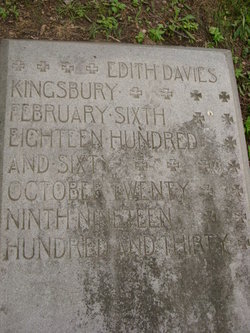 EDITH DAVIES
KINGSBURY
FEBRUARY SIXTH
EIGHTEEN HUNDRED
AND SIXTY
OCTOBER TWENTY
NINTH NINETEEN
HUNDRED AND THIRTY